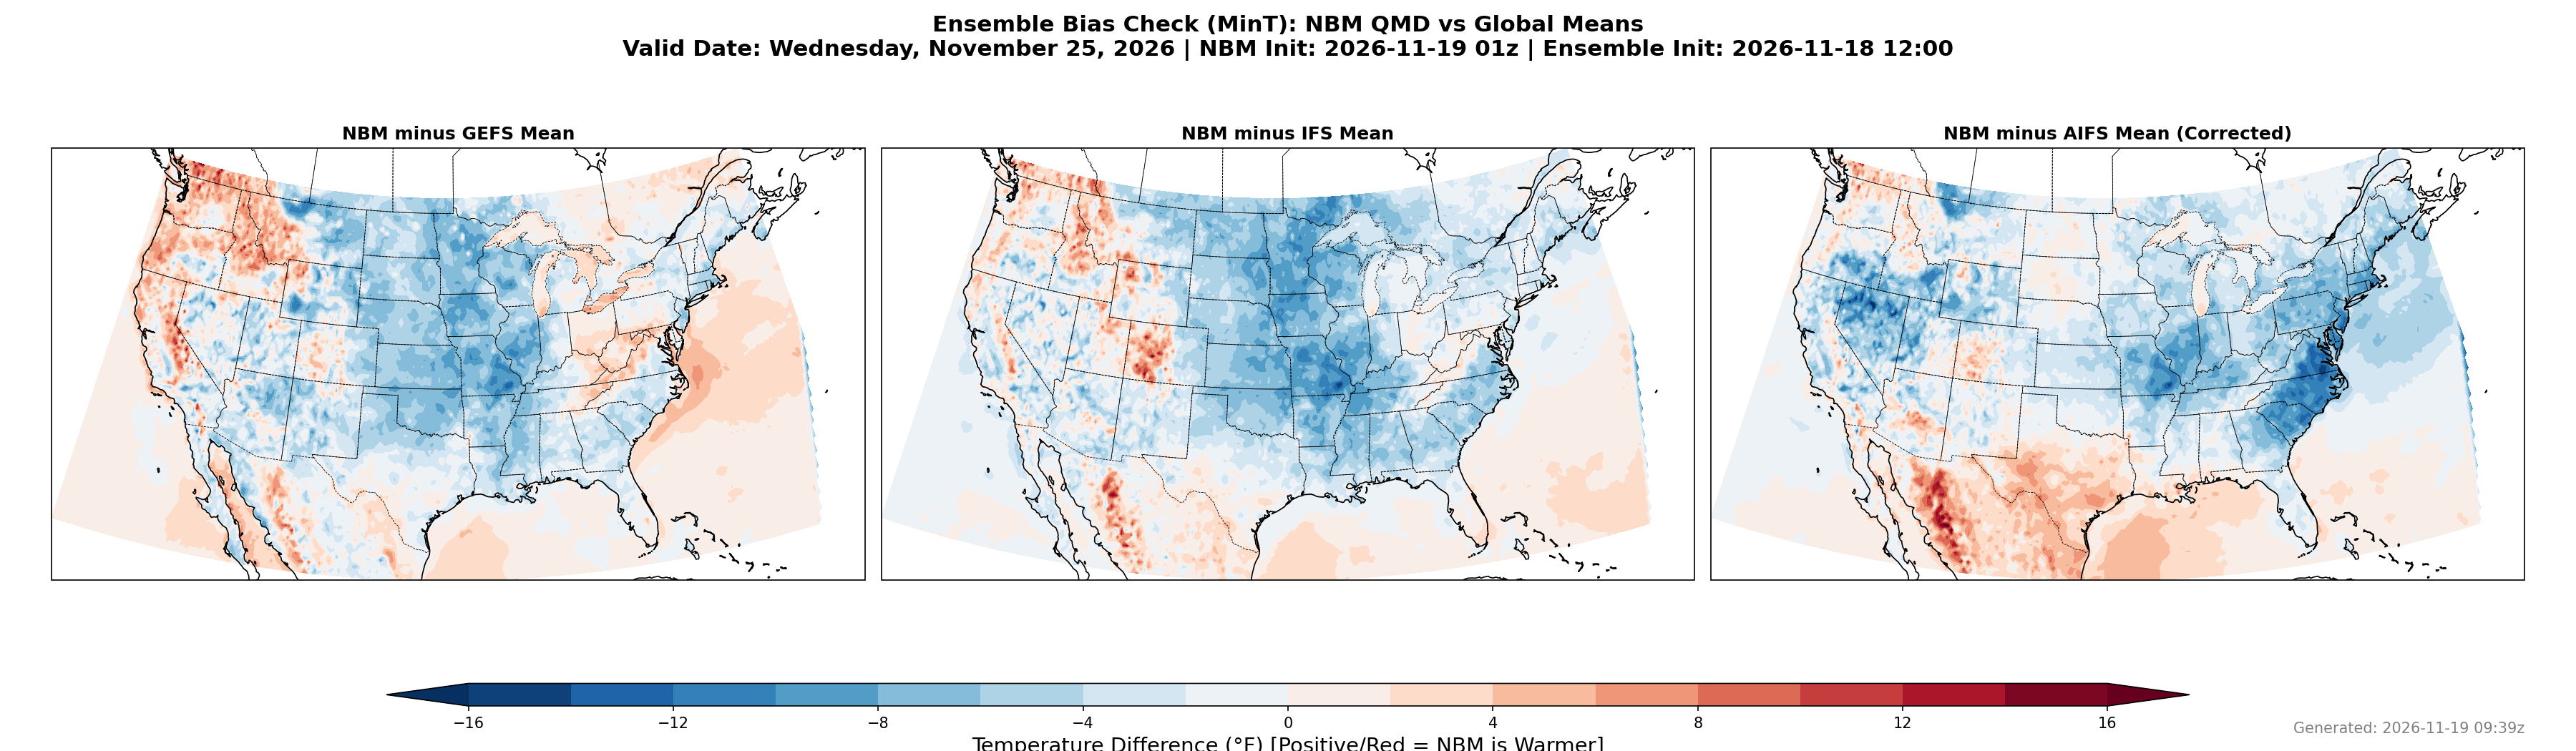 Ensemble Bias Check (MinT): NBM QMD vs Global Means
Valid Date: Wednesday, November 25, 2026 | NBM Init: 2026-11-19 01z | Ensemble Init: 2026-11-18 12:00
NBM minus GEFS Mean
NBM minus IFS Mean
NBM minus AIFS Mean (Corrected)
−16 −12 −8 −4 0 4 8 12 16
Temperature Difference (°F) [Positive/Red = NBM is Warmer]
Generated: 2026-11-19 09:39z